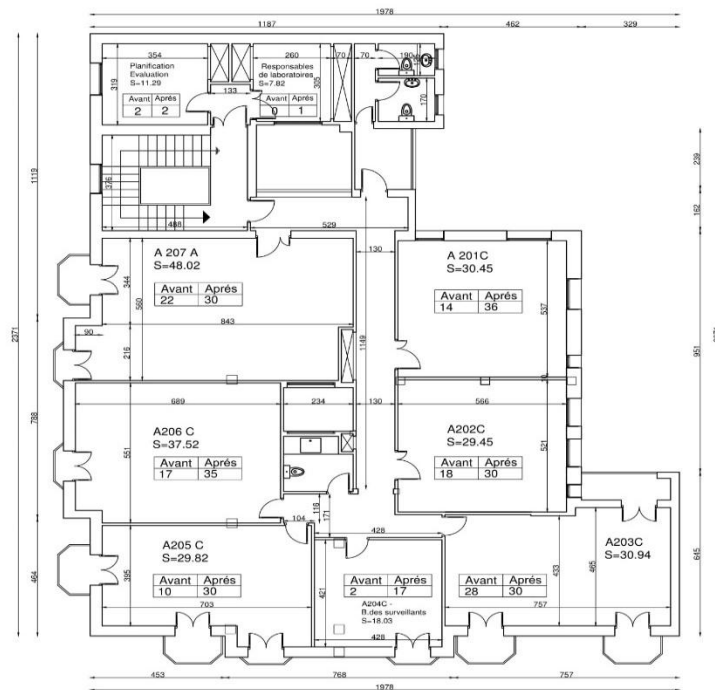 1978
1187 462 329
354 260 70 70 190
Planification
Evaluation
S=11.29
319
Avant Aprés
2 2
133
Responsables
de laboratoires
S=7.82
305
Avant Aprés
0 1
170
1119
376
488
529
239
162
2371
A 207 A
S=48.02
344
560
Avant Aprés
22 30
90
843
216
130
1149
A 201C
S=30.45
Avant Aprés
14 36
537
951
788
689
234
130
566
A206 C
S=37.52
551
Avant Aprés
17 35
A202C
S=29.45
Avant Aprés
18 30
521
104
116
171
428
A205 C
S=29.82
395
Avant Aprés
10 30
703
464
421
Avant Aprés
2 17
A204C -
B.des surveillants
S=18.03
428
A203C
S=30.94
433
465
Avant Aprés
28 30
757
645
453 768 757
1978